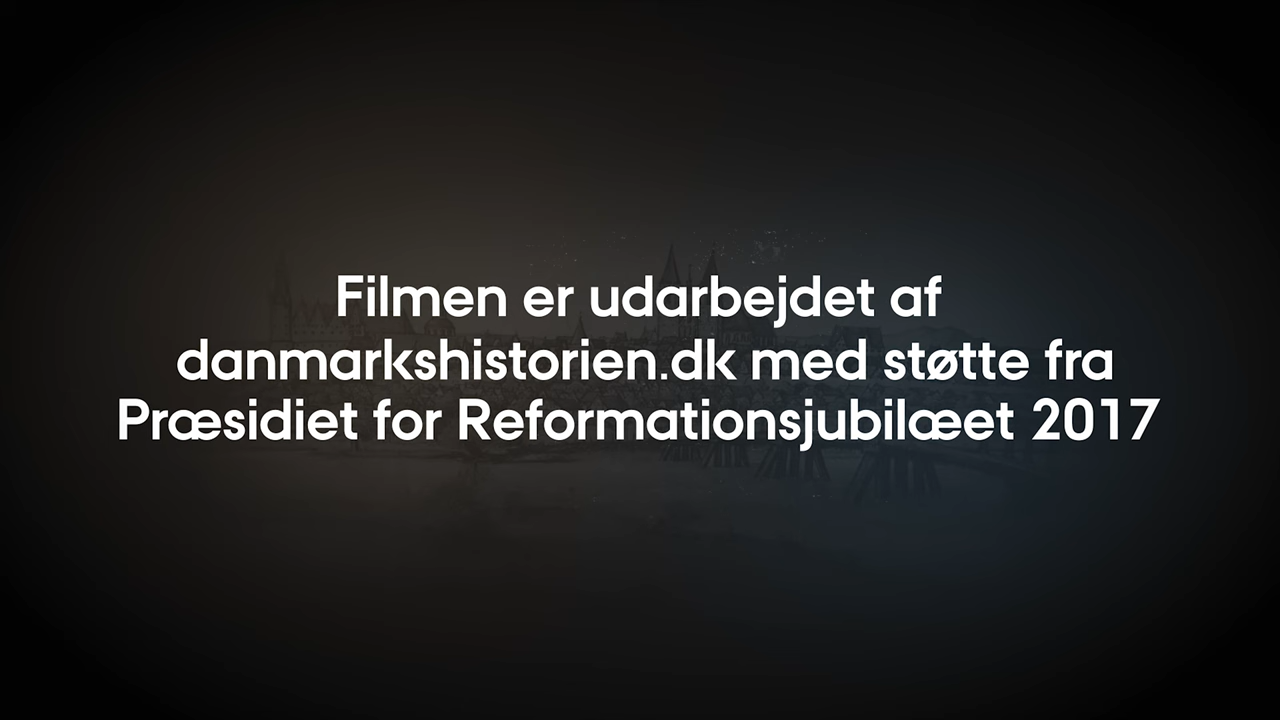 Filmen er udarbejdet af
danmarkshistorien.dk med støtte fra
Præsidiet for Reformationsjubilæet 2017